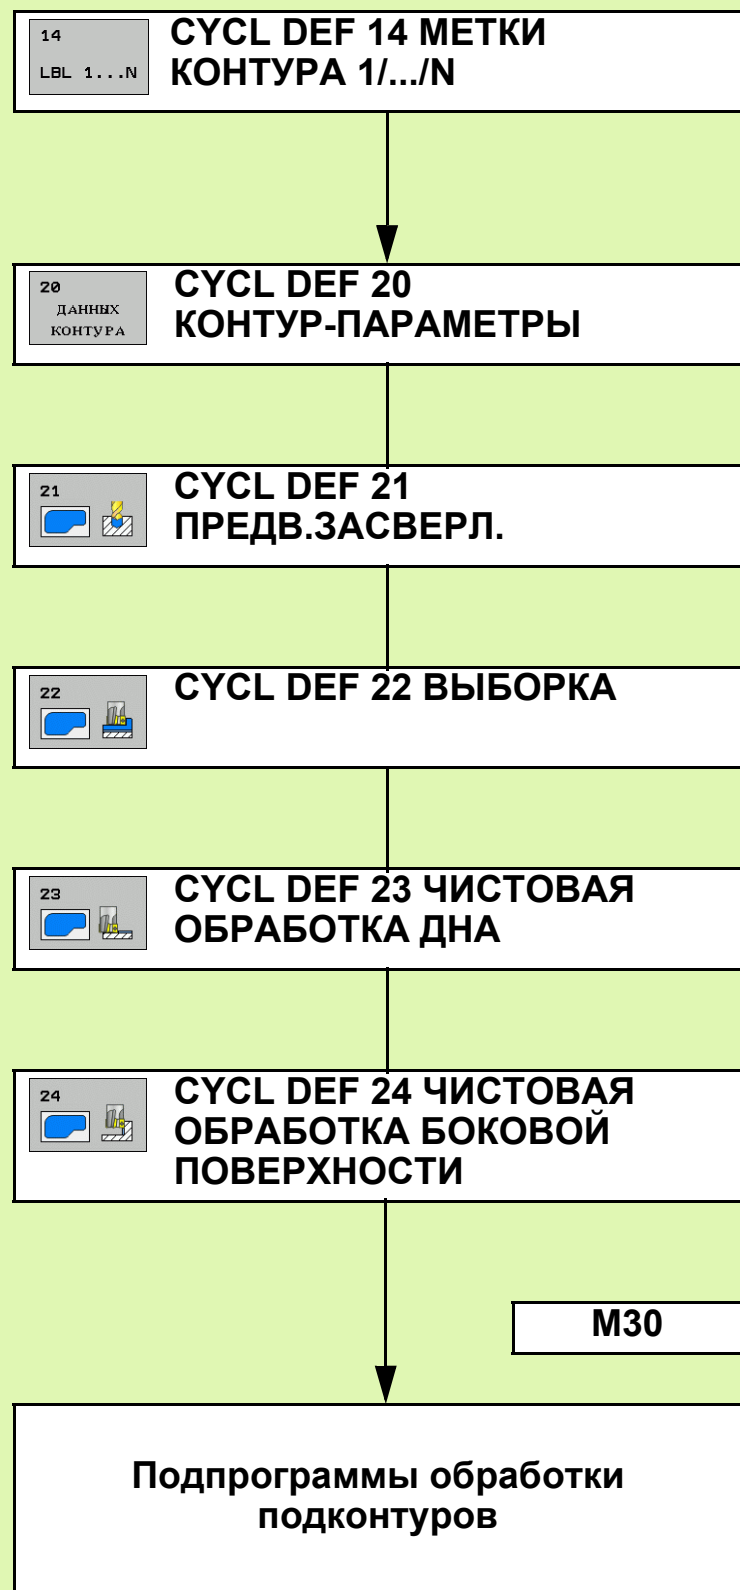 14
LBL 1...N
CYCL DEF 14 МЕТКИ
КОНТУРА 1/.../N
20
ДАННЫХ
КОНТУРА
CYCL DEF 20
КОНТУР-ПАРАМЕТРЫ
21
CYCL DEF 21
ПРЕДВ.ЗАСВЕРЛ.
22
CYCL DEF 22 ВЫБОРКА
23
CYCL DEF 23 ЧИСТОВАЯ
ОБРАБОТКА ДНА
24
CYCL DEF 24 ЧИСТОВАЯ
ОБРАБОТКА БОКОВОЙ
ПОВЕРХНОСТИ
M30
Подпрограммы обработки
подконтуров